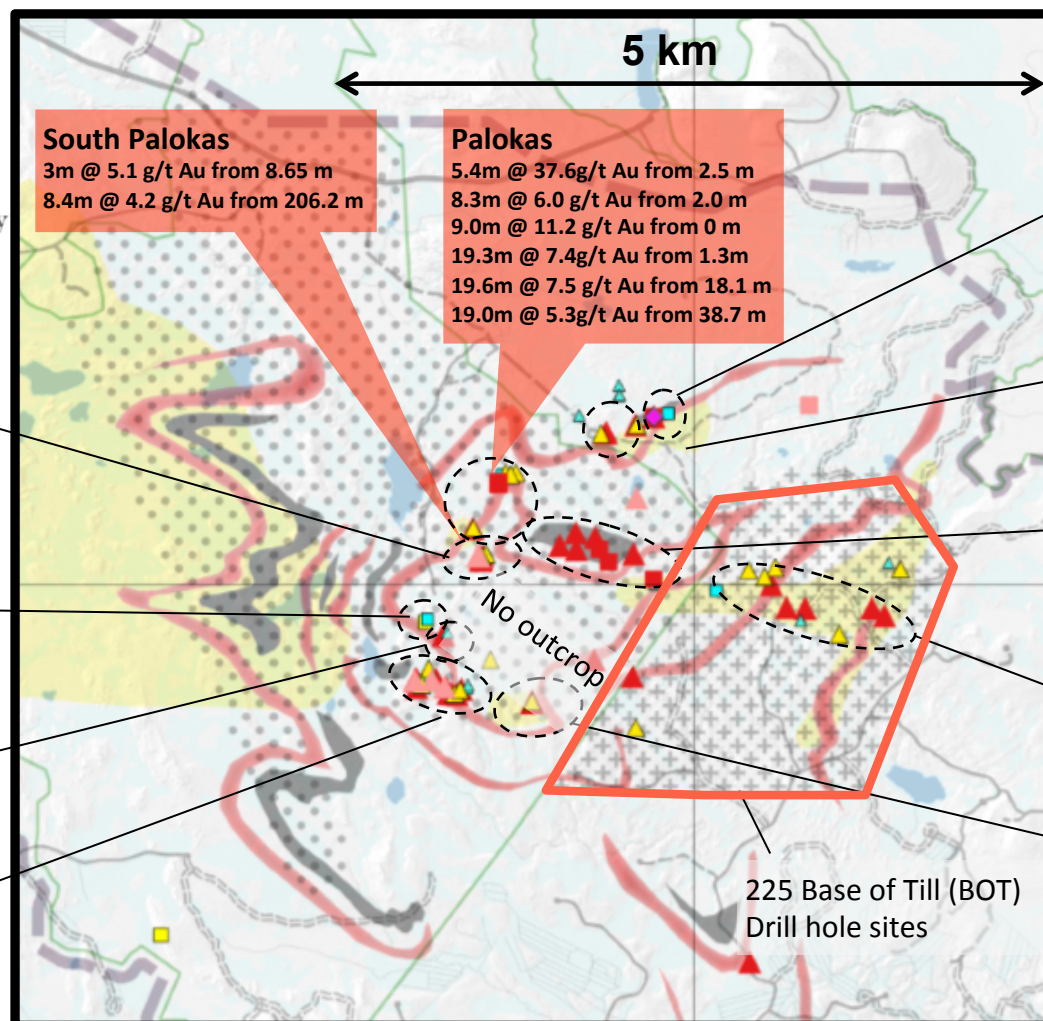 5 km
South Palokas
3m @ 5.1 g/t Au from 8.65 m
8.4m @ 4.2 g/t Au from 206.2 m
Palokas
5.4m @ 37.6g/t Au from 2.5 m
8.3m @ 6.0 g/t Au from 2.0 m
9.0m @ 11.2 g/t Au from 0 m
19.3m @ 7.4g/t Au from 1.3m
19.6m @ 7.5 g/t Au from 18.1 m
19.0m @ 5.3g/t Au from 38.7 m
No outcrop
225 Base of Till (BOT)
Drill hole sites